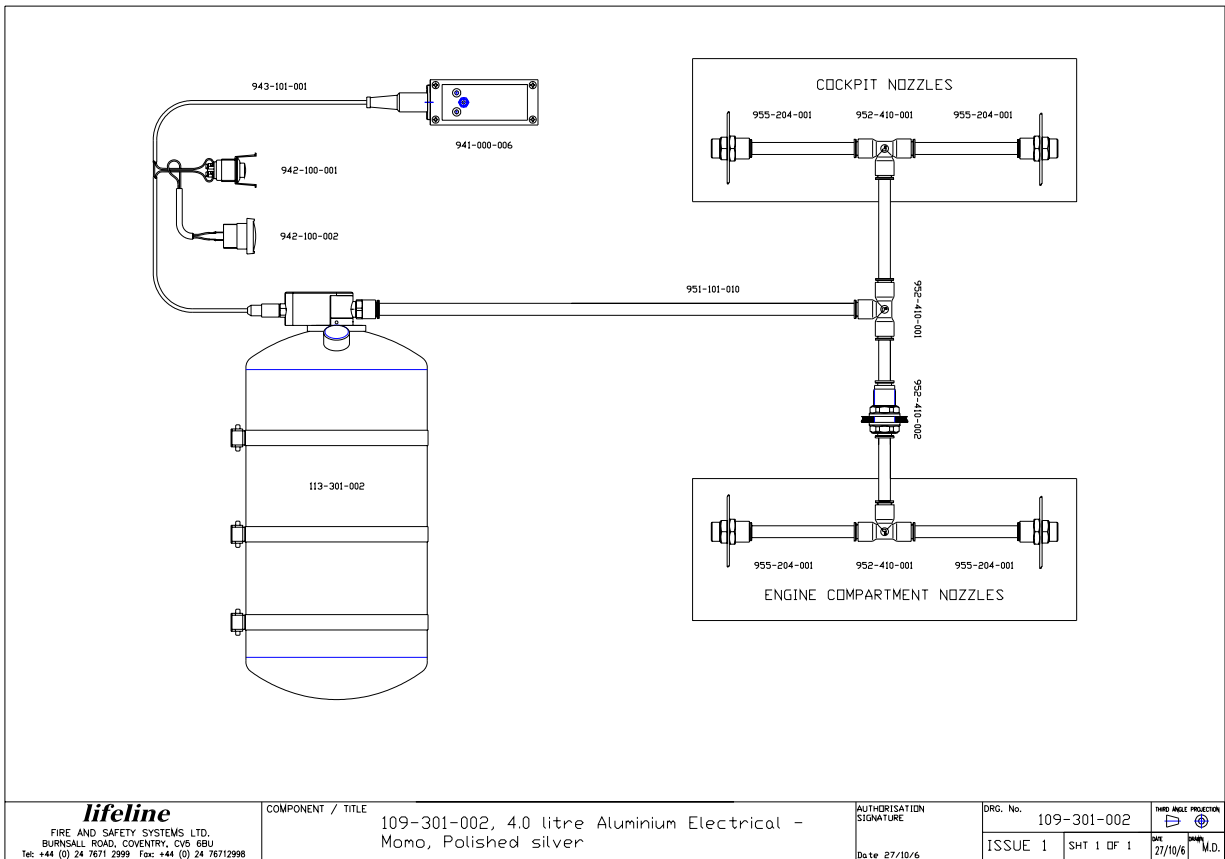 943-101-001
941-000-006
942-100-001
942-100-002
COCKPIT NOZZLES
955-204-001
952-410-001
955-204-001
951-101-010
952-410-001
952-410-002
113-301-002
955-204-001
952-410-001
955-204-001
ENGINE COMPARTMENT NOZZLES
lifeline
FIRE AND SAFETY SYSTEMS LTD.
BURNSALL ROAD, COVENTRY, CV5 6BU
Tel: +44 (0) 24 7671 2999 Fax: +44 (0) 24 76712998
COMPONENT / TITLE
109-301-002, 4.0 litre Aluminium Electrical -
Momo, Polished silver
AUTHORISATION
SIGNATURE
Date 27/10/6
DRG. No.
109-301-002
ISSUE 1
SHT 1 OF 1
THIRD ANGLE PROJECTION
DATE
27/10/6
DRAWN
M.D.